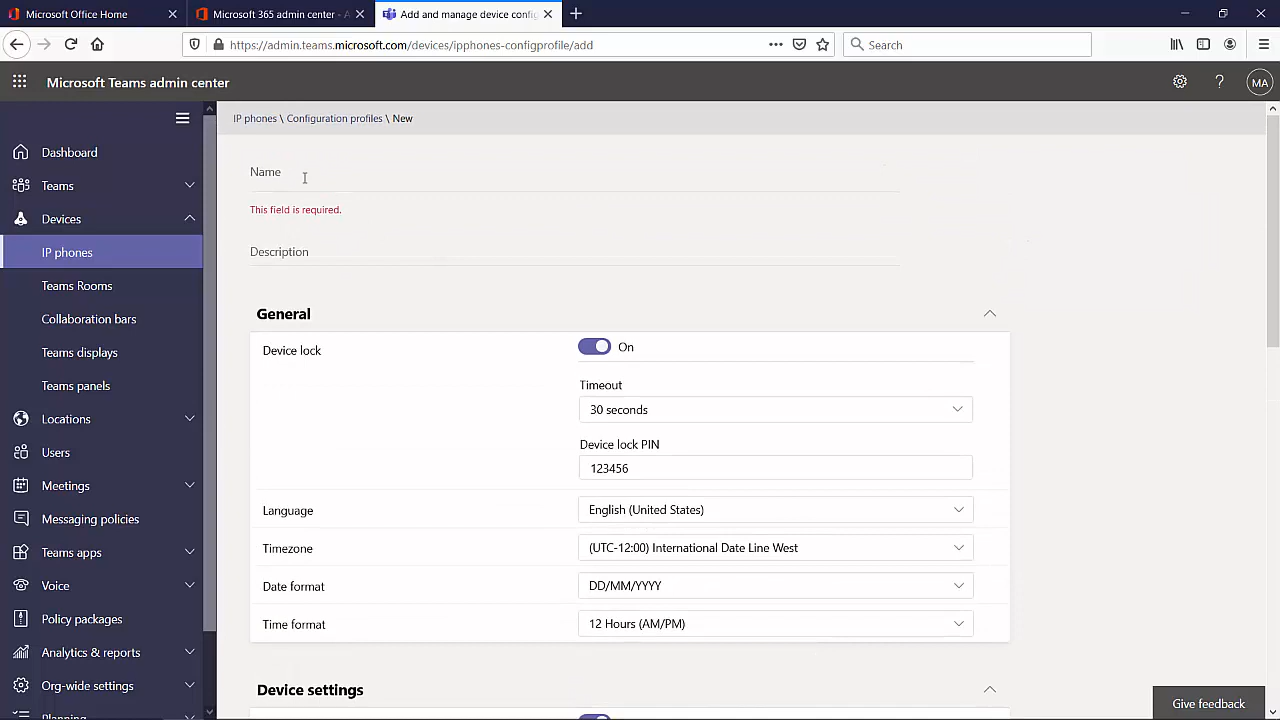 Microsoft Office Home
Microsoft 365 admin center - A
Add and manage device config
https://admin.teams.microsoft.com/devices/ipphones-configprofile/add
Search
Microsoft Teams admin center
MA
IP phones \ Configuration profiles \ New
Dashboard
Teams
Devices
IP phones
Teams Rooms
Collaboration bars
Teams displays
Teams panels
Locations
Users
Meetings
Messaging policies
Teams apps
Voice
Policy packages
Analytics & reports
Org-wide settings
Planning
Name
This field is required.
Description
General
Device lock
On
Timeout
30 seconds
Device lock PIN
123456
Language
English (United States)
Timezone
(UTC-12:00) International Date Line West
Date format
DD/MM/YYYY
Time format
12 Hours (AM/PM)
Device settings
Give feedback